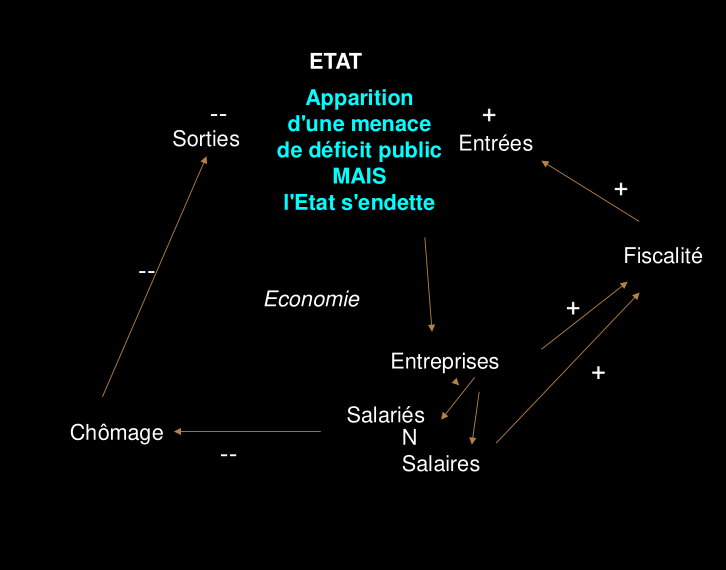 ETAT
Apparition
d'une menace
de déficit public
MAIS
l'Etat s'endette
--
Sorties
+
Entrées
+
Fiscalité
--
Economie
+
Entreprises
+
Salariés
N
Salaires
Chômage
--